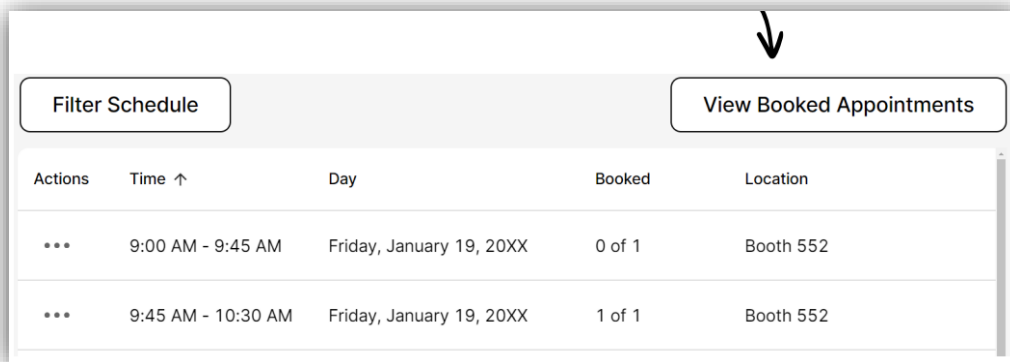 Filter Schedule View Booked Appointments
Actions Time ↑ Day Booked Location
••• 9:00 AM - 9:45 AM Friday, January 19, 20XX 0 of 1 Booth 552
••• 9:45 AM - 10:30 AM Friday, January 19, 20XX 1 of 1 Booth 552